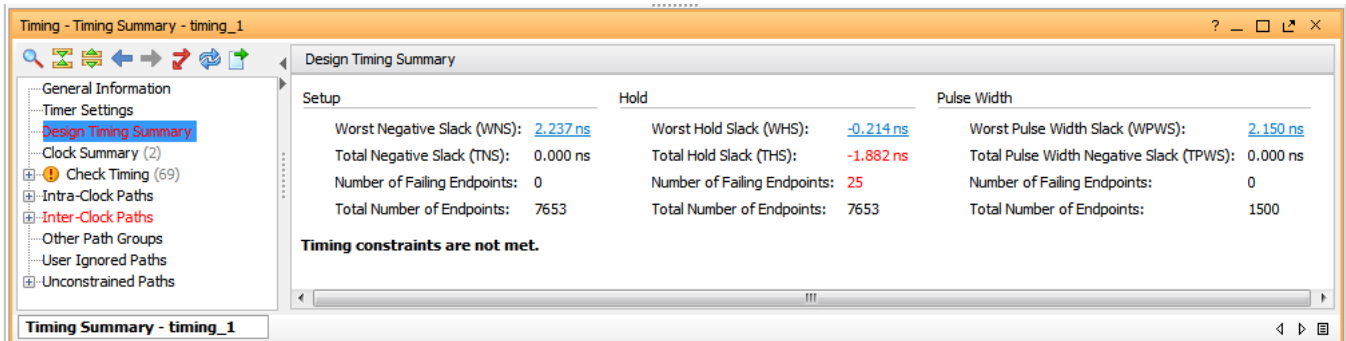 Timing - Timing Summary - timing_1
Design Timing Summary
General Information
Timer Settings
Design Timing Summary
Clock Summary (2)
Check Timing (69)
Intra-Clock Paths
Inter-Clock Paths
Other Path Groups
User Ignored Paths
Unconstrained Paths
Setup
Worst Negative Slack (WNS): 2.237 ns
Total Negative Slack (TNS): 0.000 ns
Number of Failing Endpoints: 0
Total Number of Endpoints: 7653
Hold
Worst Hold Slack (WHS): -0.214 ns
Total Hold Slack (THS): -1.882 ns
Number of Failing Endpoints: 25
Total Number of Endpoints: 7653
Pulse Width
Worst Pulse Width Slack (WPWS): 2.150 ns
Total Pulse Width Negative Slack (TPWS): 0.000 ns
Number of Failing Endpoints: 0
Total Number of Endpoints: 1500
Timing constraints are not met.
Timing Summary - timing_1